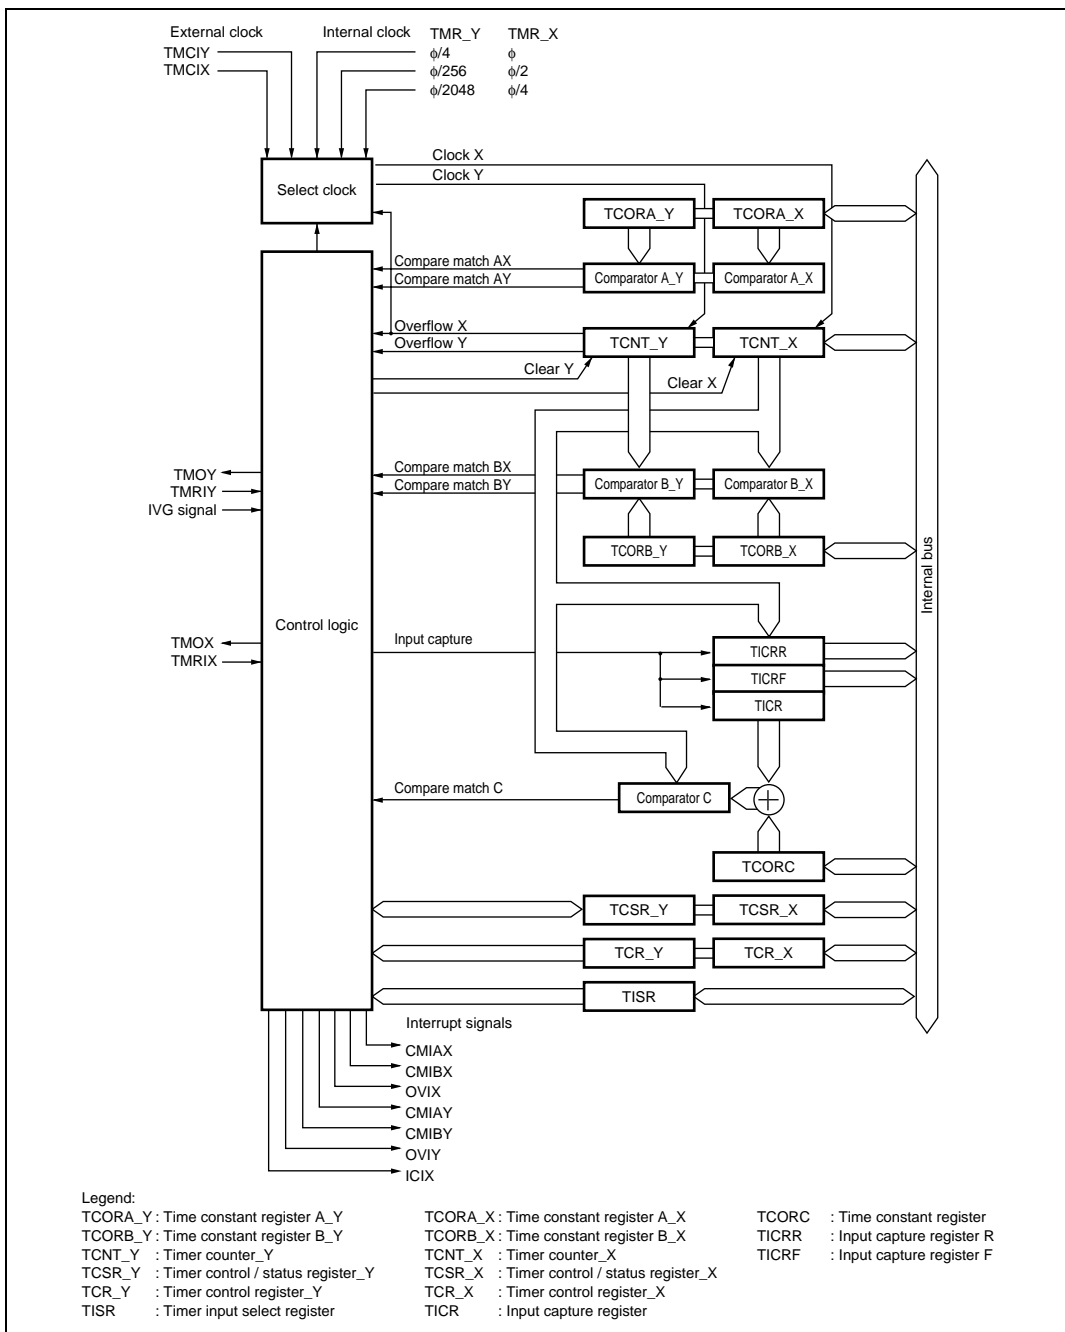 External clock Internal clock TMR_Y TMR_X
TMCIY ϕ/4 ϕ
TMCIX ϕ/256 ϕ/2
ϕ/2048 ϕ/4
Clock X
Clock Y
Select clock
TCORA_Y TCORA_X
Compare match AX
Compare match AY
Comparator A_Y Comparator A_X
Overflow X
Overflow Y
TCNT_Y TCNT_X
Clear Y
Clear X
Compare match BX
Compare match BY
Comparator B_Y Comparator B_X
TMOY
TMRIY
IVG signal
TCORB_Y TCORB_X
Internal bus
Control logic
TMOX
TMRIX
Input capture
TICRR
TICRF
TICR
Compare match C
Comparator C
+
TCORC
TCSR_Y TCSR_X
TCR_Y TCR_X
TISR
Interrupt signals
CMIAX
CMIBX
OVIX
CMIAY
CMIBY
OVIY
ICIX
Legend:
TCORA_Y : Time constant register A_Y TCORA_X : Time constant register A_X TCORC : Time constant register
TCORB_Y : Time constant register B_Y TCORB_X : Time constant register B_X TICRR : Input capture register R
TCNT_Y : Timer counter_Y TCNT_X : Timer counter_X TICRF : Input capture register F
TCSR_Y : Timer control / status register_Y TCSR_X : Timer control / status register_X
TCR_Y : Timer control register_Y TCR_X : Timer control register_X
TISR : Timer input select register TICR : Input capture register